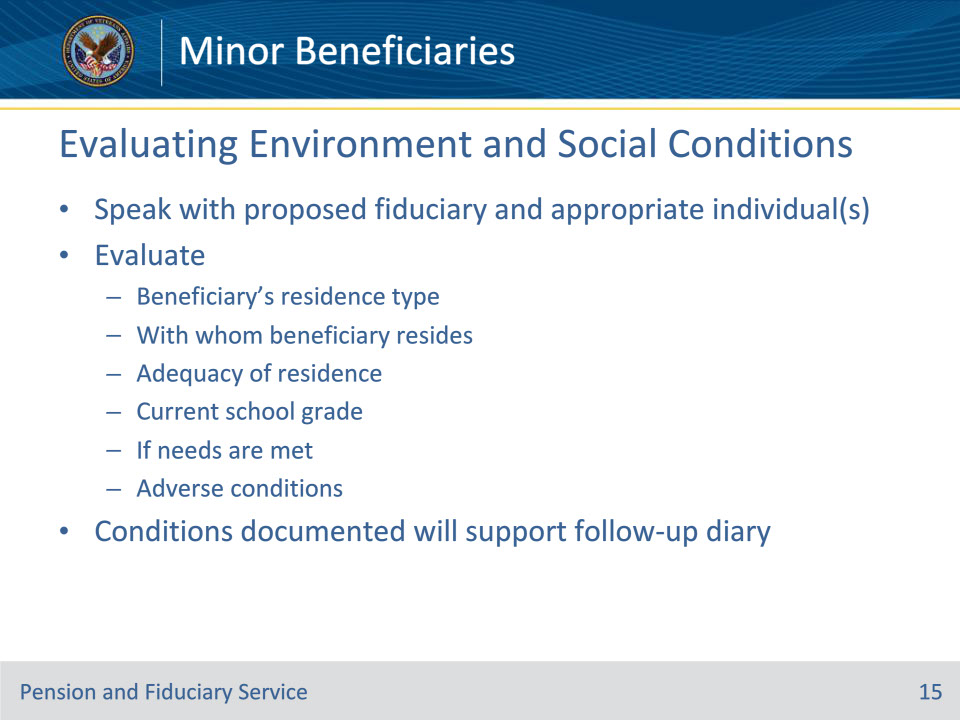 Minor Beneficiaries
Evaluating Environment and Social Conditions
• Speak with proposed fiduciary and appropriate individual(s)
• Evaluate
– Beneficiary’s residence type
– With whom beneficiary resides
– Adequacy of residence
– Current school grade
– If needs are met
– Adverse conditions
• Conditions documented will support follow-up diary
Pension and Fiduciary Service
15